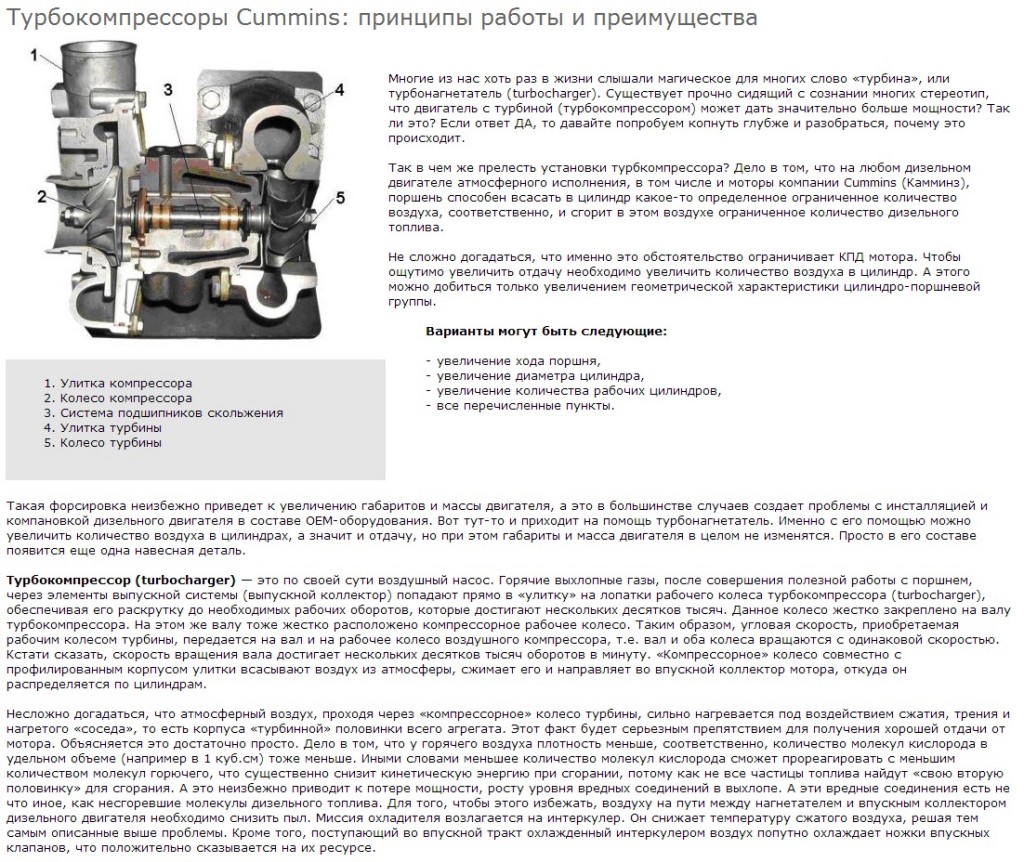 Турбокомпрессоры Cummins: принципы работы и преимущества
1
3
4
2
5
Многие из нас хоть раз в жизни слышали магическое для многих слово «турбина», или
турбонагнетатель (turbocharger). Существует прочно сидящий с сознании многих стереотип,
что двигатель с турбиной (турбокомпрессором) может дать значительно больше мощности? Так
ли это? Если ответ ДА, то давайте попробуем копнуть глубже и разобраться, почему это
происходит.
Так в чем же прелесть установки туркомпрессора? Дело в том, что на любом дизельном
двигателе атмосферного исполнения, в том числе и моторы компании Cummins (Камминз),
поршень способен всасать в цилиндр какое-то определенное ограниченное количество
воздуха, соответственно, и сгорит в этом воздухе ограниченное количество дизельного
топлива.
Не сложно догадаться, что именно это обстоятельство ограничивает КПД мотора. Чтобы
ощутимо увеличить отдачу необходимо увеличить количество воздуха в цилиндр. А этого
можно добиться только увеличением геометрической характеристики цилиндро-поршневой
группы.
Варианты могут быть следующие:
- увеличение хода поршня,
- увеличение диаметра цилиндра,
- увеличение количества рабочих цилиндров,
- все перечисленные пункты.
1. Улитка компрессора
2. Колесо компрессора
3. Система подшипников скольжения
4. Улитка турбины
5. Колесо турбины
Такая форсировка неизбежно приведет к увеличению габаритов и массы двигателя, а это в большинстве случаев создает проблемы с инсталляцией и
компановкой дизельного двигателя в составе ОЕМ-оборудования. Вот тут-то и приходит на помощь турбонагнетатель. Именно с его помощью можно
увеличить количество воздуха в цилиндрах, а значит и отдачу, но при этом габариты и масса двигателя в целом не изменятся. Просто в его составе
появится еще одна навесная деталь.
Турбокомпрессор (turbocharger) — это по своей сути воздушный насос. Горячие выхлопные газы, после совершения полезной работы с поршнем,
через элементы выпускной системы (выпускной коллектор) попадают прямо в «улитку» на лопатки рабочего колеса турбокомпрессора (turbocharger),
обеспечивая его раскрутку до необходимых рабочих оборотов, которые достигают нескольких десятков тысяч. Данное колесо жестко закреплено на валу
турбокомпрессора. На этом же валу тоже жестко расположено компрессорное рабочее колесо. Таким образом, угловая скорость, приобретаемая
рабочим колесом турбины, передается на вал и на рабочее колесо воздушного компрессора, т.е. вал и оба колеса вращаются с одинаковой скоростью.
Кстати сказать, скорость вращения вала достигает нескольких десятков тысяч оборотов в минуту. «Компрессорное» колесо совместно с
профилированным корпусом улитки всасывают воздух из атмосферы, сжимает его и направляет во впускной коллектор мотора, откуда он
распределяется по цилиндрам.
Несложно догадаться, что атмосферный воздух, проходя через «компрессорное» колесо турбины, сильно нагревается под воздействием сжатия, трения и
нагретого «соседа», то есть корпуса «турбинной» половинки всего агрегата. Этот факт будет серьезным препятствием для получения хорошей отдачи от
мотора. Объясняется это достаточно просто. Дело в том, что у горячего воздуха плотность меньше, соответственно, количество молекул кислорода в
удельном объеме (например в 1 куб.см) тоже меньше. Иными словами меньшее количество молекул кислорода сможет прореагировать с меньшим
количеством молекул горючего, что существенно снизит кинетическую энергию при сгорании, потому как не все частицы топлива найдут «свою вторую
половинку» для сгорания. А это неизбежно приводит к потере мощности, росту уровня вредных соединений в выхлопе. А эти вредные соединения есть не
что иное, как несгоревшие молекулы дизельного топлива. Для того, чтобы этого избежать, воздуху на пути между нагнетателем и впускным коллектором
дизельного двигателя необходимо снизить пыл. Миссия охладителя возлагается на интеркулер. Он снижает температуру сжатого воздуха, решая тем
самым описанные выше проблемы. Кроме того, поступающий во впускной тракт охлажденный интеркулером воздух попутно охлаждает ножки впускных
клапанов, что положительно сказывается на их ресурсе.